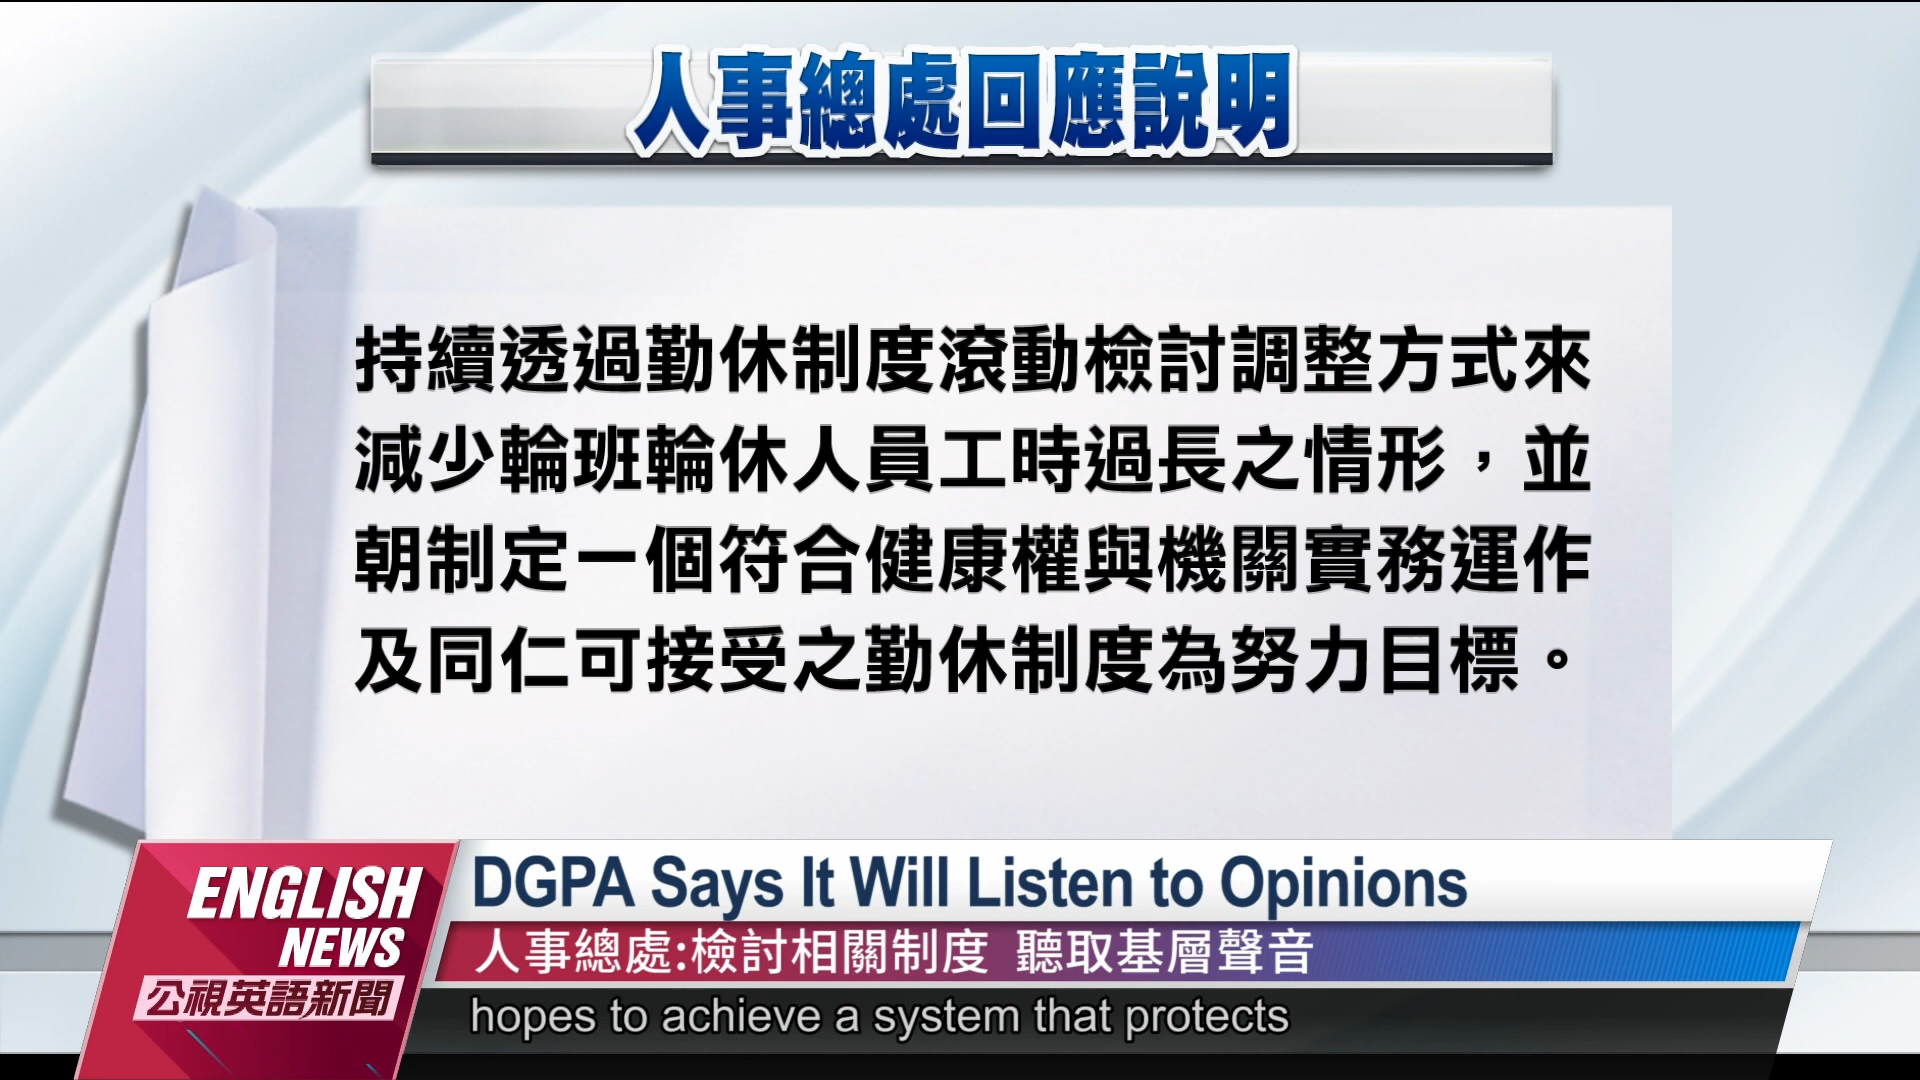 人事總處回應說明
持續透過勤休制度滾動檢討調整方式來
減少輪班輪休人員工時過長之情形，並
朝制定一個符合健康權與機關實務運作
及同仁可接受之勤休制度為努力目標。
ENGLISH
NEWS
公視英語新聞
DGPA Says It Will Listen to Opinions
人事總處:檢討相關制度 聽取基層聲音
hopes to achieve a system that protects